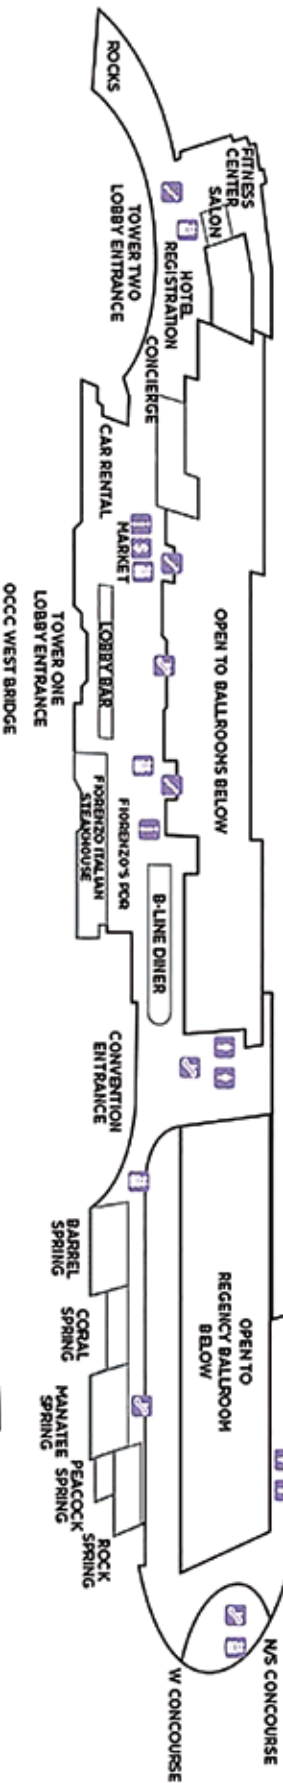 ROCKS
FITNESS
CENTER
SALON
TOWER TWO
LOBBY ENTRANCE
HOTEL
REGISTRATION
CONCIERGE
CAR RENTAL
MARKET
OPEN TO BALLROOMS BELOW
LOBBY BAR
TOWER ONE
LOBBY ENTRANCE
OCCC WEST BRIDGE
FIORENZO ITALIAN
STEAKHOUSE
FIORENZO'S PDR
B-LINE DINER
CONVENTION
ENTRANCE
OPEN TO
REGENCY BALLROOM
BELOW
BARREL
SPRING
CORAL
SPRING
MANATEE
SPRING
PEACOCK
SPRING
ROCK
SPRING
N/S CONCOURSE
W CONCOURSE